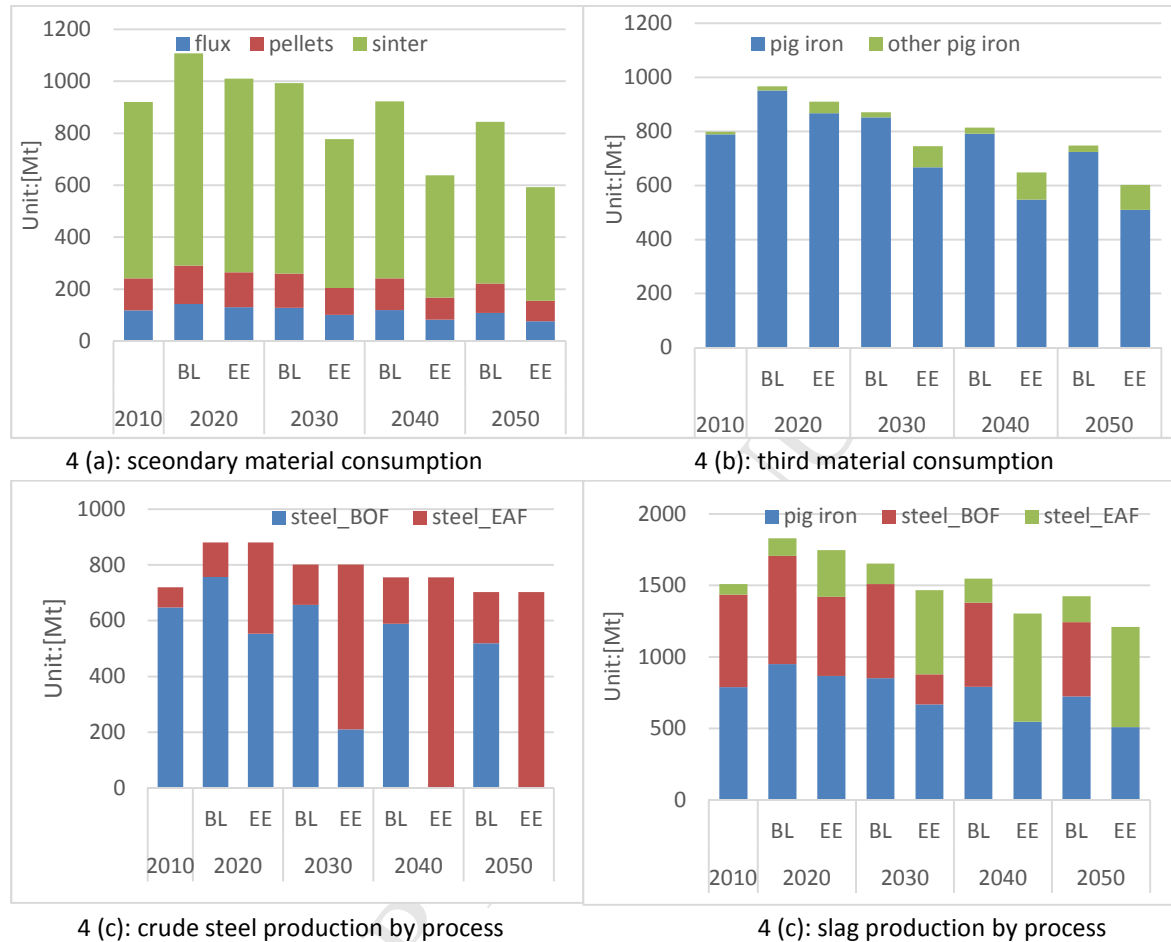 1200
flux pellets sinter
1000
800
600
400
200
0
Unit:[Mt]
BL EE BL EE BL EE BL EE
2010 2020 2030 2040 2050
4 (a): sceondary material consumption
1200
pig iron other pig iron
1000
800
600
400
200
0
Unit:[Mt]
BL EE BL EE BL EE BL EE
2010 2020 2030 2040 2050
4 (b): third material consumption
1000
steel_BOF steel_EAF
800
600
400
200
0
Unit:[Mt]
BL EE BL EE BL EE BL EE
2010 2020 2030 2040 2050
4 (c): crude steel production by process
2000
pig iron steel_BOF steel_EAF
1500
1000
500
0
Unit:[Mt]
BL EE BL EE BL EE BL EE
2010 2020 2030 2040 2050
4 (c): slag production by process